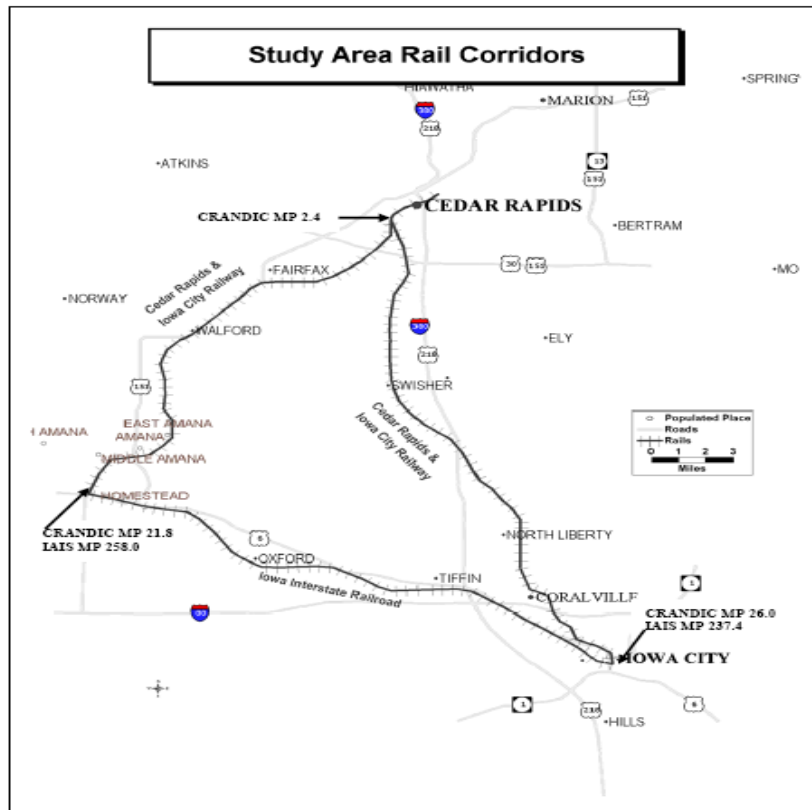 Study Area Rail Corridors
HIAWATHA
SPRING
MARION
151
380
218
ATKINS
13
151
CEDAR RAPIDS
CRANDIC MP 2.4
BERTRAM
30
151
FAIRFAX
MO
Cedar Rapids &
Iowa City Railway
NORWAY
WALFORD
380
218
ELY
151
SWISHER
Cedar Rapids &
Iowa City Railway
Populated Place
Roads
Rails
0 1 2 3
Miles
EAST AMANA
H AMANA
AMANA
MIDDLE AMANA
HOMESTEAD
CRANDIC MP 21.8
IAIS MP 258.0
6
OXFORD
NORTH LIBERTY
Iowa Interstate Railroad
TIFFIN
1
CORALVILLE
CRANDIC MP 26.0
IAIS MP 237.4
IOWA CITY
1
218
6
HILLS